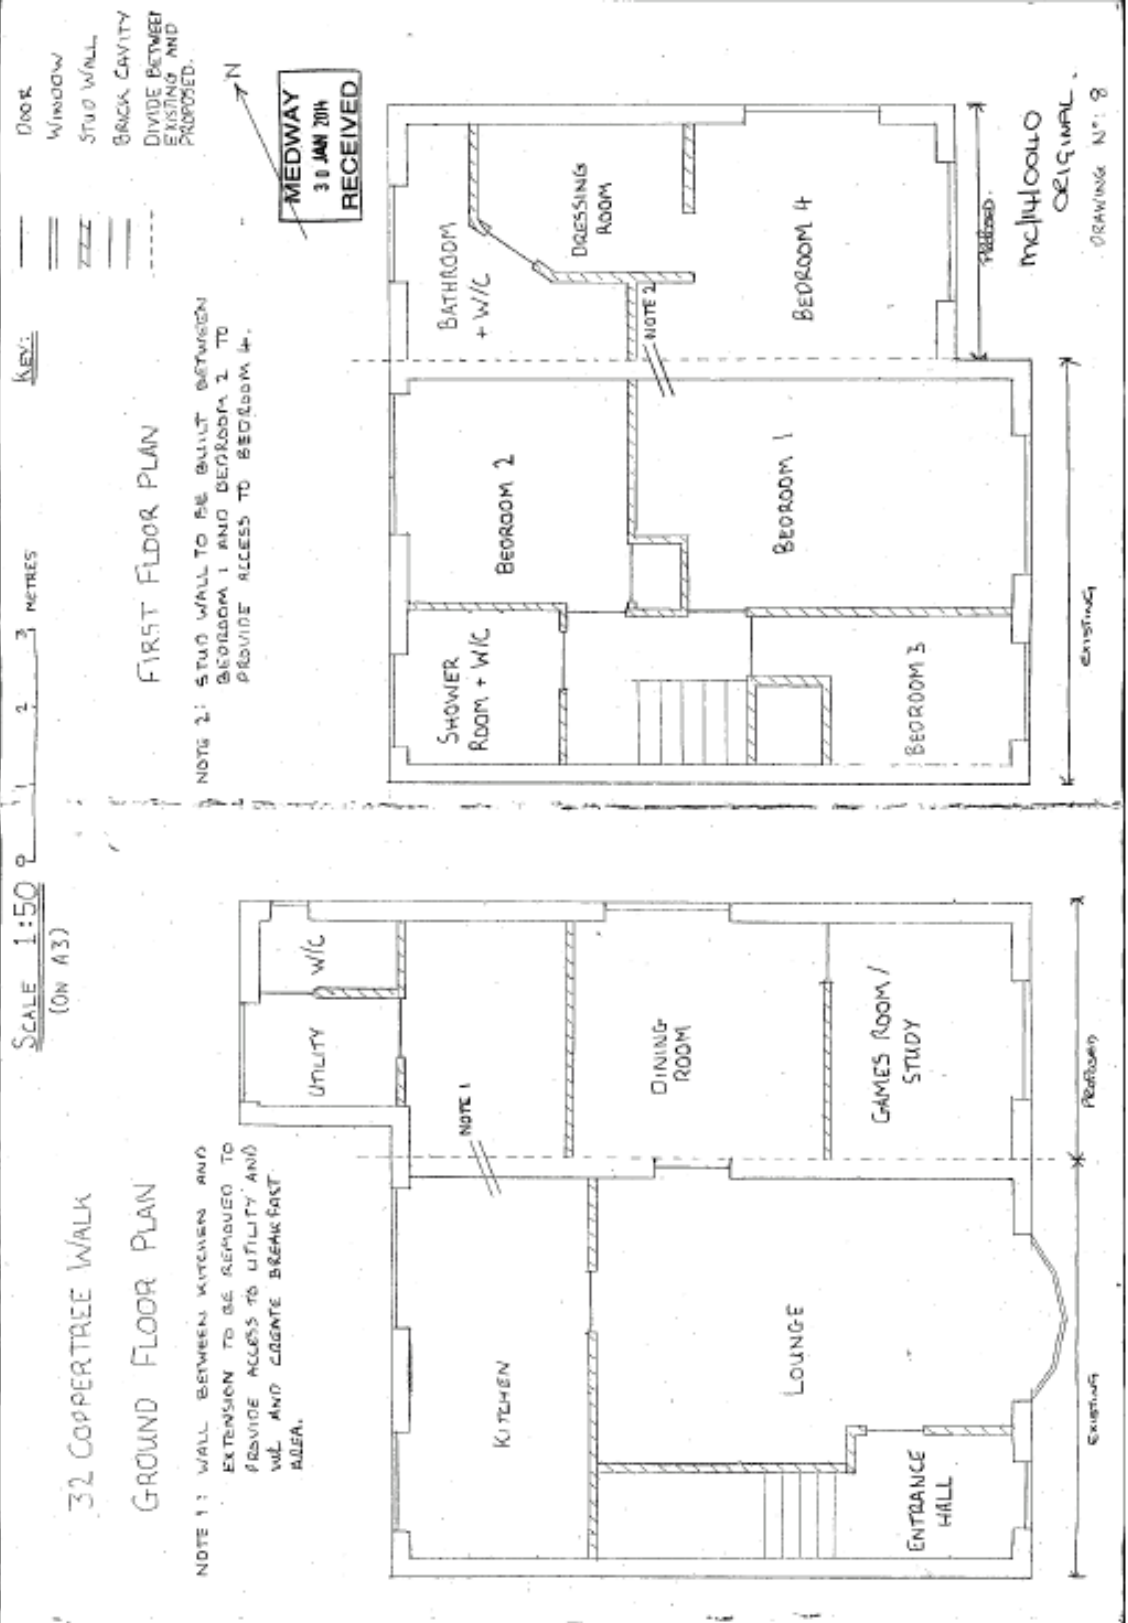 32 COPPERTREE WALK
SCALE 1:50
(ON A3)
0 1 2 3 METRES
KEY:
DOOR
WINDOW
STUD WALL
BRICK CAVITY
DIVIDE BETWEEN
EXISTING AND
PROPOSED.
GROUND FLOOR PLAN
NOTE 1: WALL BETWEEN KITCHEN AND
EXTENSION TO BE REMOVED TO
PROVIDE ACCESS TO UTILITY AND
WC AND CREATE BREAKFAST
AREA.
KITCHEN
NOTE 1
UTILITY
W/C
LOUNGE
DINING
ROOM
ENTRANCE
HALL
GAMES ROOM/
STUDY
EXISTING
PROPOSED
FIRST FLOOR PLAN
NOTE 2: STUD WALL TO BE BUILT BETWEEN
BEDROOM 1 AND BEDROOM 2 TO
PROVIDE ACCESS TO BEDROOM 4.
N
MEDWAY
30 JAN 2014
RECEIVED
SHOWER
ROOM + W/C
BEDROOM 2
BATHROOM
+ W/C
DRESSING
ROOM
NOTE 2
BEDROOM 3
BEDROOM 1
BEDROOM 4
EXISTING
PROPOSED
MC/14/0040
ORIGINAL.
DRAWING Nº: 8